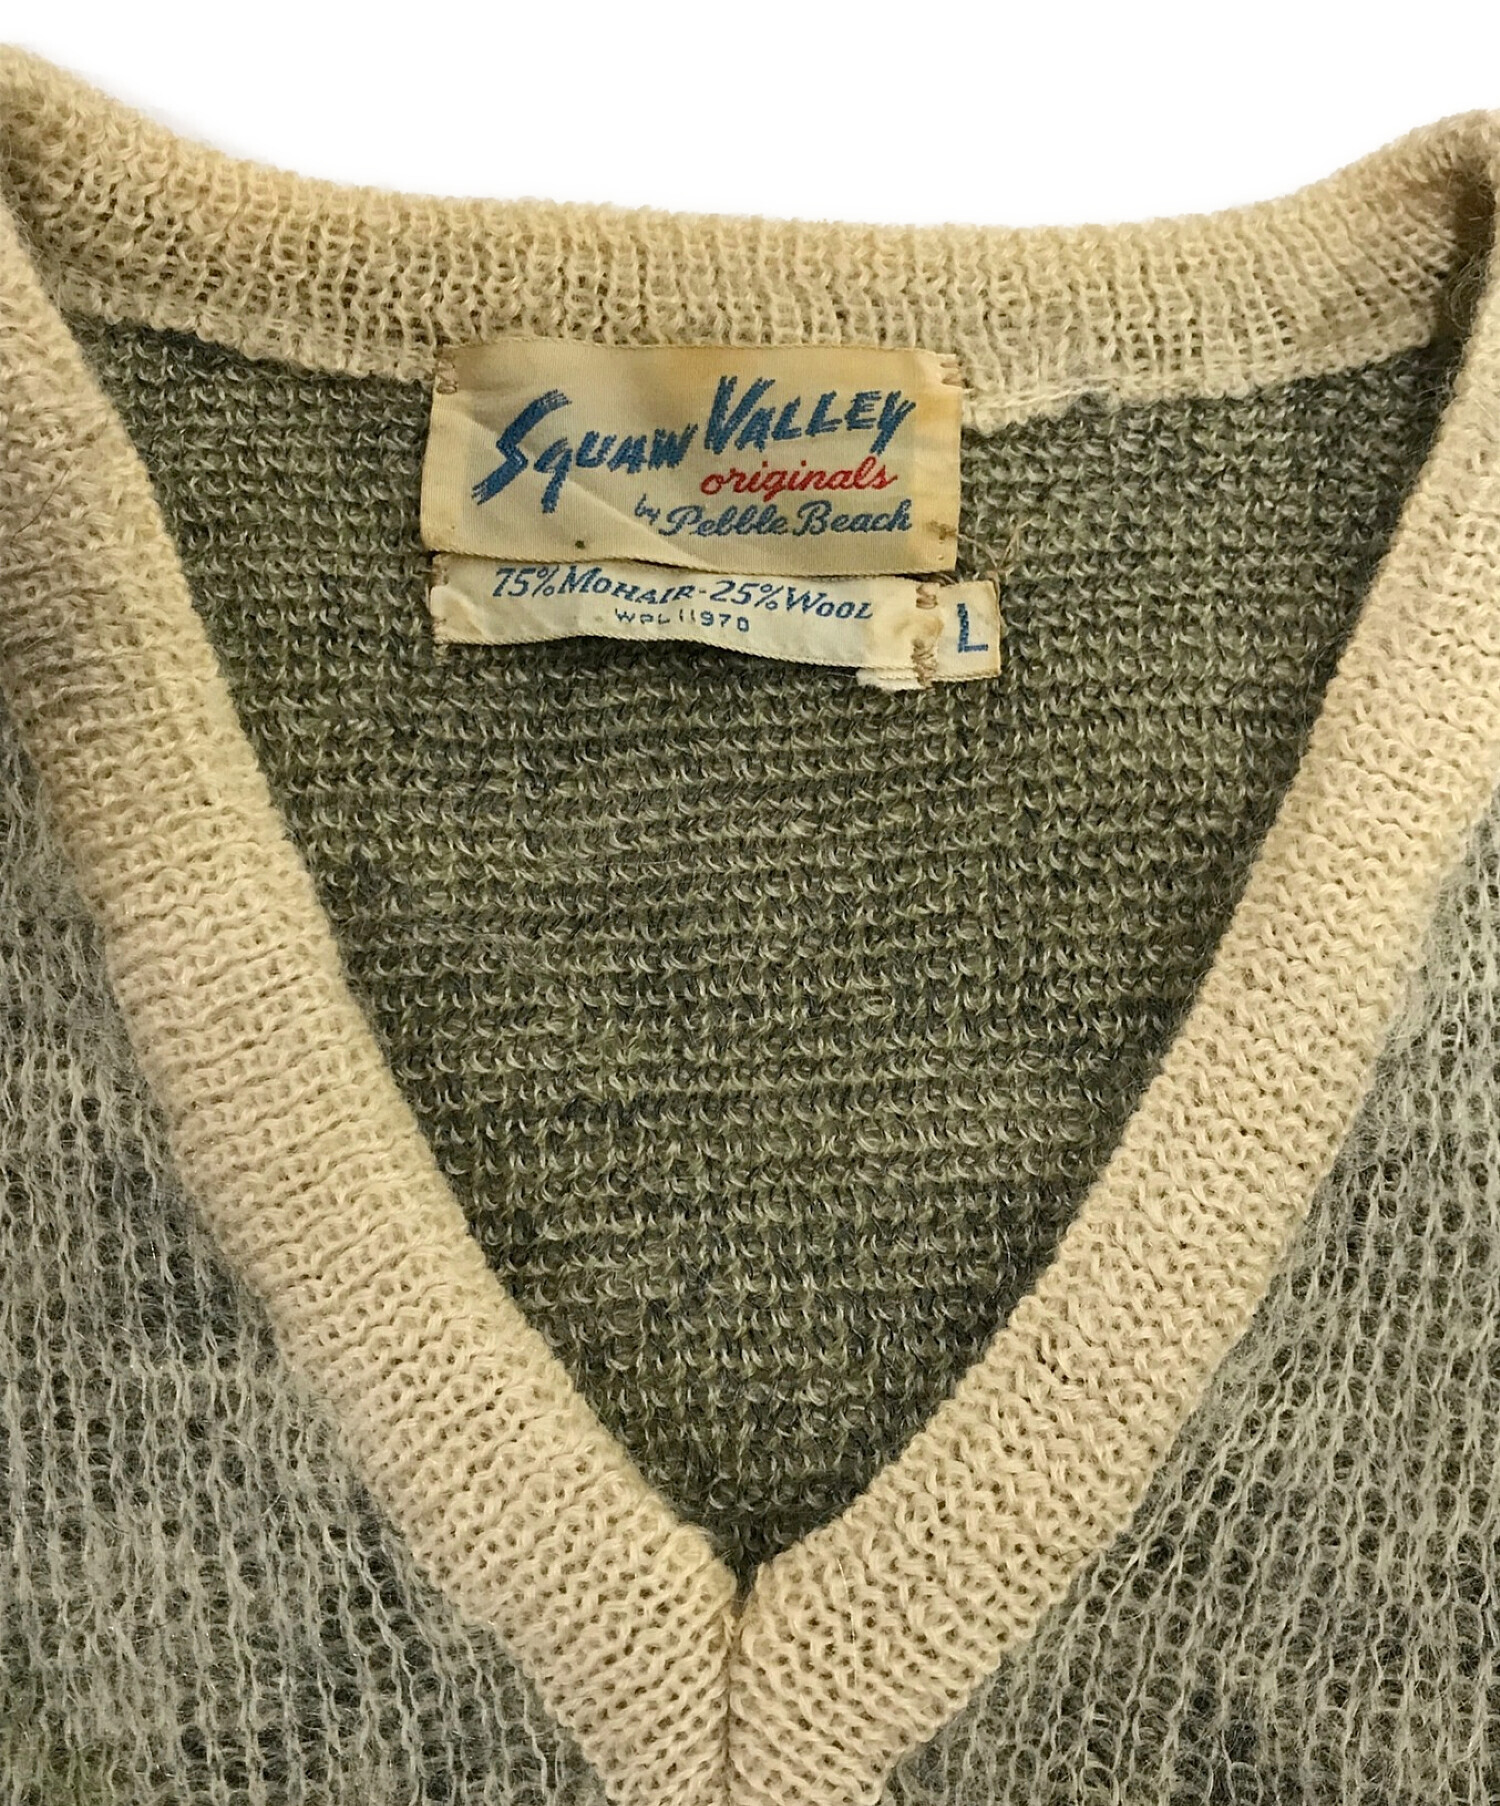 SQUAW VALLEY
originals
by Pebble Beach
75% MOHAIR-25% WOOL
WPL 11970
L